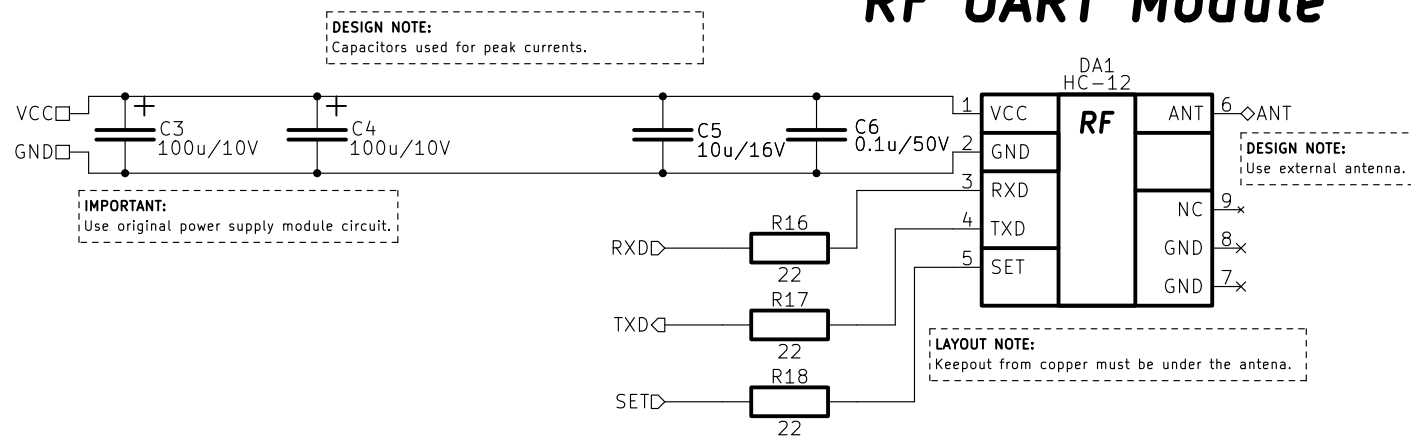 RF UART Module
DESIGN NOTE:
Capacitors used for peak currents.
DA1
HC-12
VCC
GND
+
C3
100u/10V
+
C4
100u/10V
C5
10u/16V
C6
0.1u/50V
1
VCC
2
GND
3
RXD
4
TXD
5
SET
RF
ANT
6
ANT
NC
9
GND
8
GND
7
DESIGN NOTE:
Use external antenna.
IMPORTANT:
Use original power supply module circuit.
RXD
R16
22
TXD
R17
22
SET
R18
22
LAYOUT NOTE:
Keepout from copper must be under the antena.